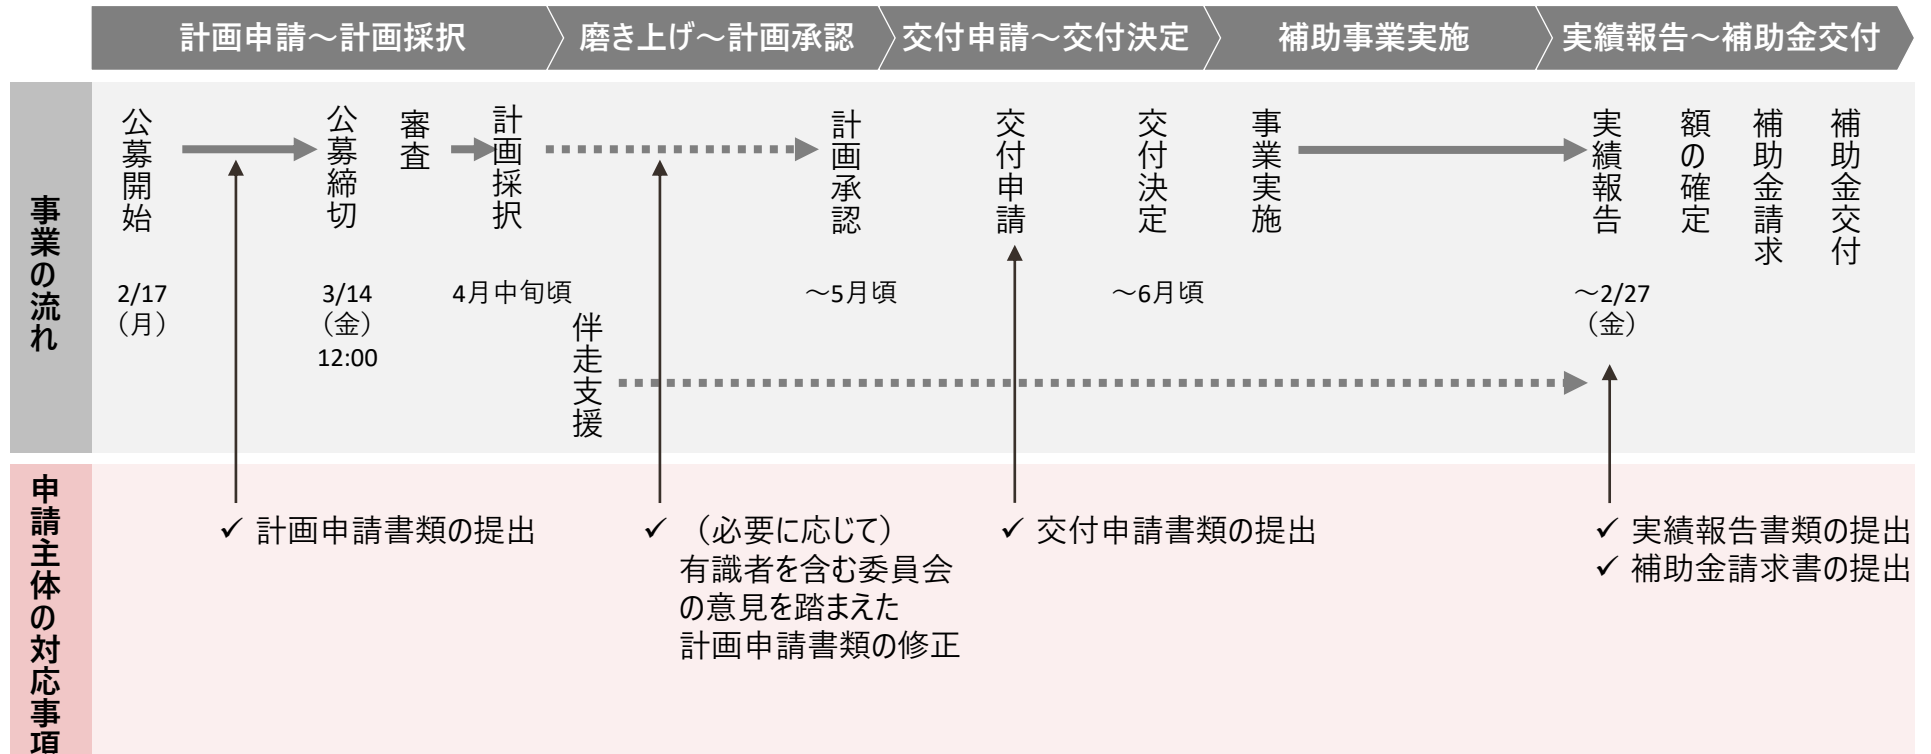 計画申請～計画採択
磨き上げ～計画承認
交付申請～交付決定
補助事業実施
実績報告～補助金交付
事業の流れ
公募開始
公募締切
審査
計画採択
計画承認
交付申請
交付決定
事業実施
実績報告
額の確定
補助金請求
補助金交付
2/17
（月）
3/14
（金）
12:00
4月中旬頃
～5月頃
～6月頃
～2/27
（金）
伴走支援
申請主体の対応事項
✓ 計画申請書類の提出
✓ （必要に応じて）
有識者を含む委員会
の意見を踏まえた
計画申請書類の修正
✓ 交付申請書類の提出
✓ 実績報告書類の提出
✓ 補助金請求書の提出